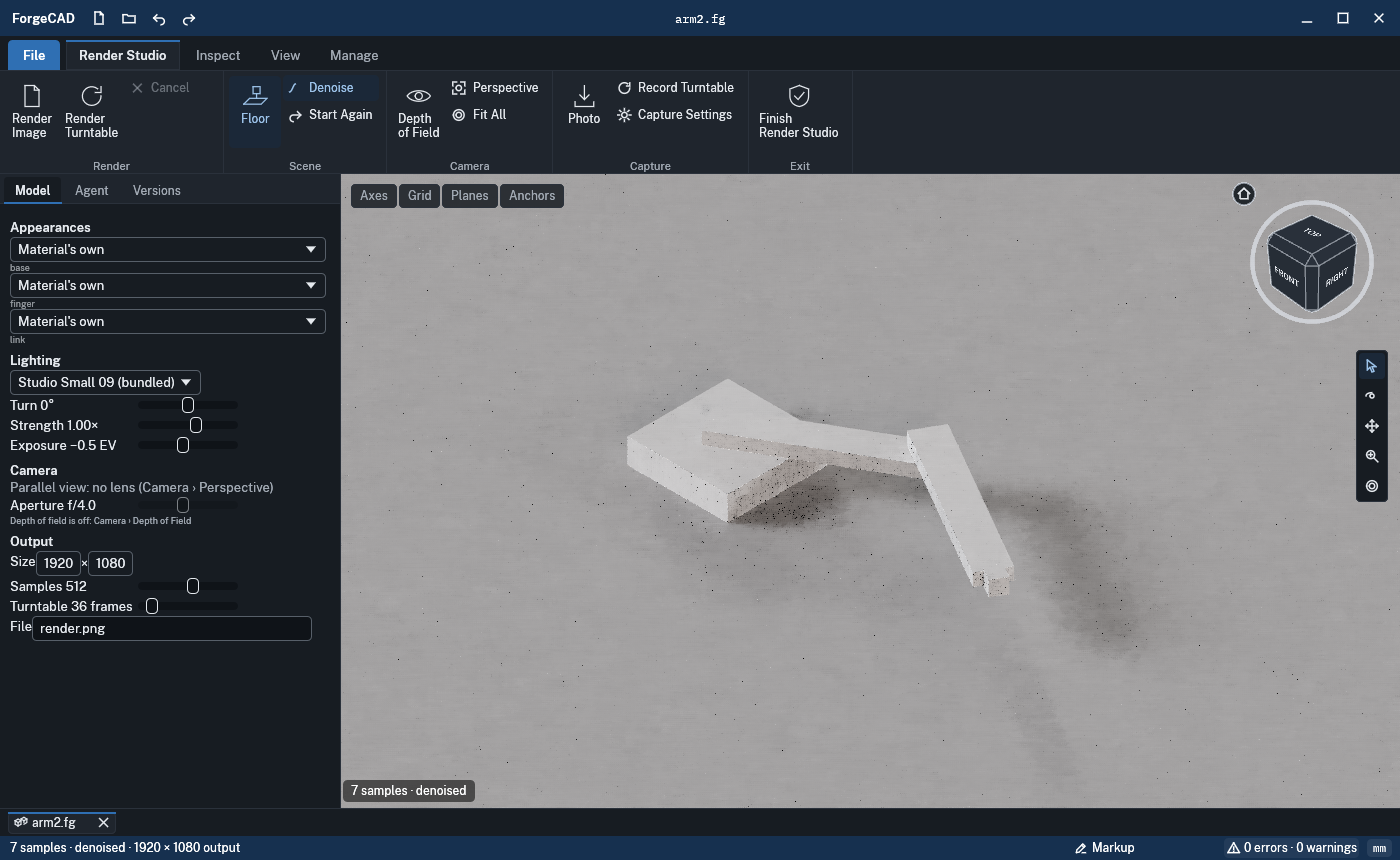 ForgeCAD
arm2.fg
File
Render Studio
Inspect
View
Manage
Render
Image
Render
Turntable
Cancel
Render
Floor
Denoise
Start Again
Scene
Depth
of Field
Perspective
Fit All
Camera
Photo
Record Turntable
Capture Settings
Capture
Finish
Render Studio
Exit
Model
Agent
Versions
Axes
Grid
Planes
Anchors
TOP
FRONT
RIGHT
Appearances
Material's own
base
Material's own
finger
Material's own
link
Lighting
Studio Small 09 (bundled)
Turn 0°
Strength 1.00×
Exposure −0.5 EV
Camera
Parallel view: no lens (Camera › Perspective)
Aperture f/4.0
Depth of field is off: Camera › Depth of Field
Output
Size 1920 × 1080
Samples 512
Turntable 36 frames
File render.png
7 samples · denoised
arm2.fg
7 samples · denoised · 1920 × 1080 output
Markup
0 errors · 0 warnings
mm